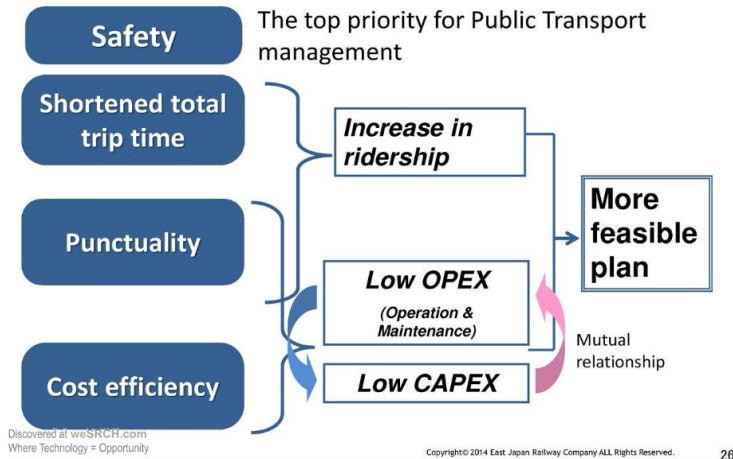 Safety
The top priority for Public Transport
management
Shortened total
trip time
Increase in
ridership
Punctuality
More
feasible
plan
Low OPEX
(Operation &
Maintenance)
Mutual
relationship
Cost efficiency
Low CAPEX
Discovered at weSRCH.com
Where Technology = Opportunity
Copyright© 2014 East Japan Railway Company ALL Rights Reserved.
26